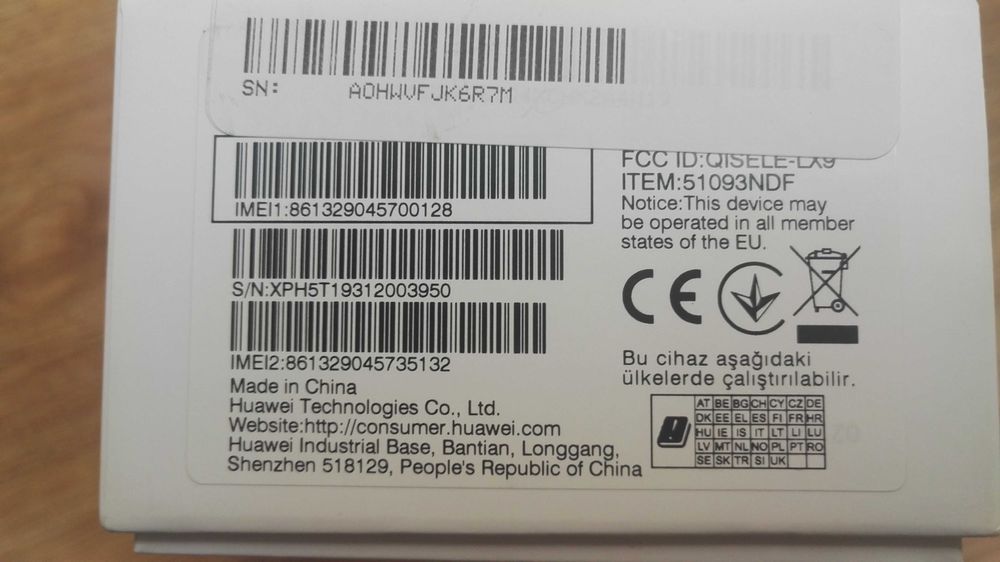 SN: A0HWVFJK6R7M
IMEI1:861329045700128
S/N:XPH5T19312003950
IMEI2:861329045735132
Made in China
Huawei Technologies Co., Ltd.
Website:http://consumer.huawei.com
Huawei Industrial Base, Bantian, Longgang,
Shenzhen 518129, People's Republic of China
FCC ID:QISELE-LX9
ITEM:51093NDF
Notice:This device may
be operated in all member
states of the EU.
CE
Bu cihaz aşağıdaki
ülkelerde çalıştırılabilir.
AT BE BG CH CY CZ DE
DK EE EL ES FI FR HR
HU IE IS IT LT LI LU
LV MT NL NO PL PT RO
SE SK TR SI UK